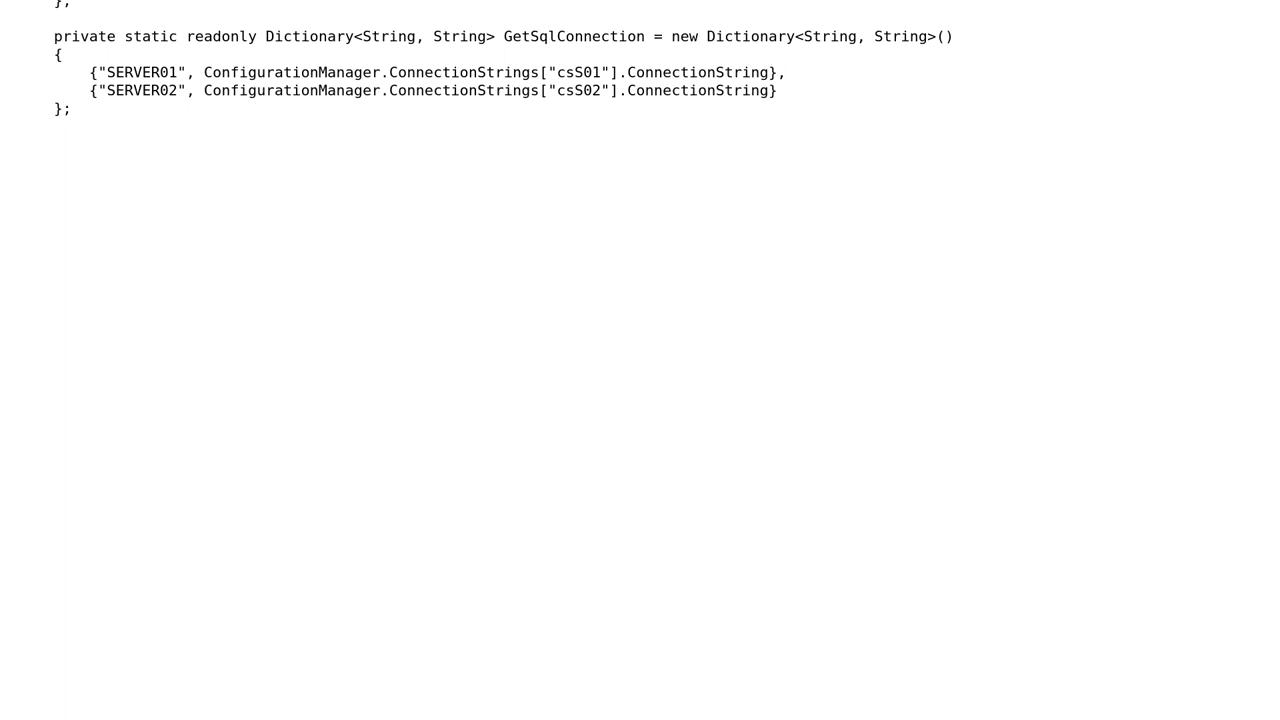 };
private static readonly Dictionary<String, String> GetSqlConnection = new Dictionary<String, String>()
{
    {"SERVER01", ConfigurationManager.ConnectionStrings["csS01"].ConnectionString},
    {"SERVER02", ConfigurationManager.ConnectionStrings["csS02"].ConnectionString}
};